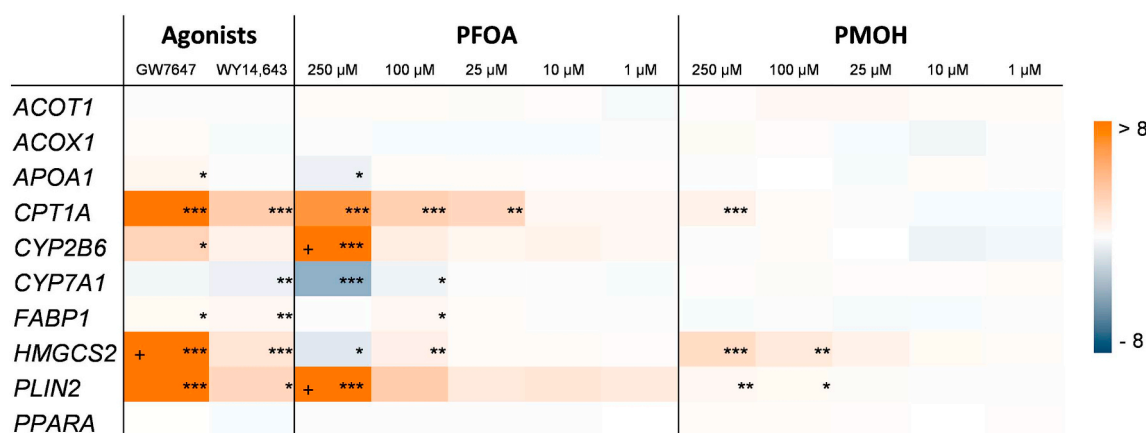 Agonists PFOA PMOH
GW7647 WY14,643 250 µM 100 µM 25 µM 10 µM 1 µM 250 µM 100 µM 25 µM 10 µM 1 µM
ACOT1
ACOX1
APOA1 * *
CPT1A *** *** *** *** ** ***
CYP2B6 * + ***
CYP7A1 ** *** *
FABP1 * ** *
HMGCS2 + *** *** * ** *** **
PLIN2 *** * + *** ** *
PPARA
> 8
- 8